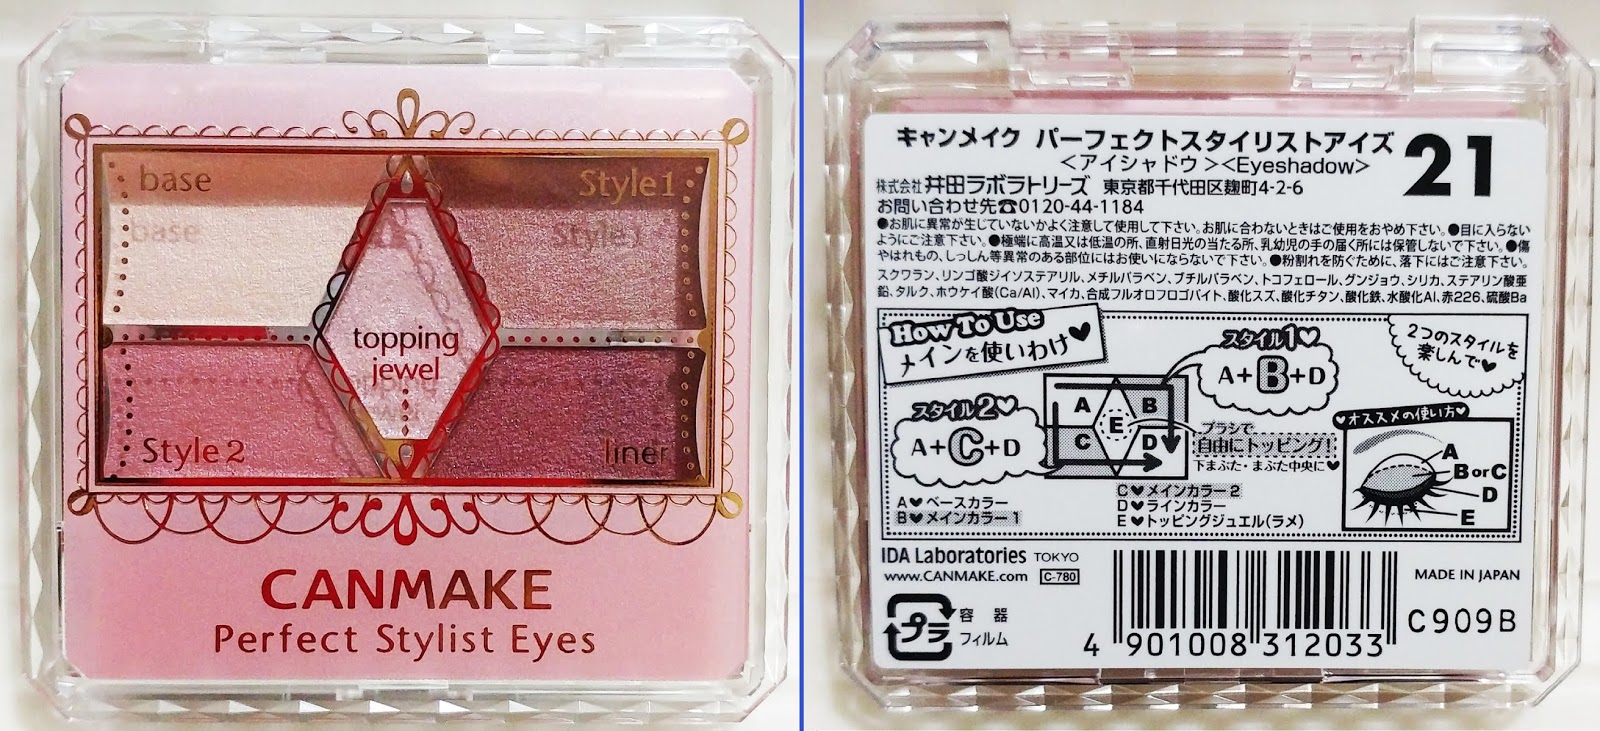 base
Style1
base
Style1
topping
jewel
Style2
liner
CANMAKE
Perfect Stylist Eyes
キャンメイク パーフェクトスタイリストアイズ
21
＜アイシャドウ＞＜Eyeshadow＞
株式会社 井田ラボラトリーズ 東京都千代田区麹町4-2-6
お問い合わせ先☎0120-44-1184
●お肌に異常が生じていないかよく注意して使用して下さい。お肌に合わないときはご使用をおやめ下さい。●目に入らない
ようにご注意下さい。●極端に高温又は低温の所、直射日光の当たる所、乳幼児の手の届く所には保管しないで下さい。●傷
やはれもの、しっしん等異常のある部位にはお使いにならないで下さい。●粉割れを防ぐために、落下にはご注意下さい。
スクワラン、リンゴ酸ジイソステアリル、メチルパラベン、ブチルパラベン、トコフェロール、グンジョウ、シリカ、ステアリン酸亜
鉛、タルク、ホウケイ酸(Ca/Al)、マイカ、合成フルオロフロゴパイト、酸化スズ、酸化チタン、酸化鉄、水酸化Al、赤226、硫酸Ba
How To Use
メインを使いわけ♥
スタイル1♥
A+B+D
2つのスタイルを
楽しんで♥
スタイル2♥
A+C+D
A
B
C
D
E
ブラシで
自由にトッピング!
下まぶた・まぶた中央に♥
♥オススメの使い方♥
A
B or C
D
E
A♥ベースカラー
B♥メインカラー1
C♥メインカラー2
D♥ラインカラー
E♥トッピングジュエル(ラメ)
IDA Laboratories TOKYO
www.CANMAKE.com C-780
MADE IN JAPAN
プラ
容器
フィルム
4 901008 312033
C909B